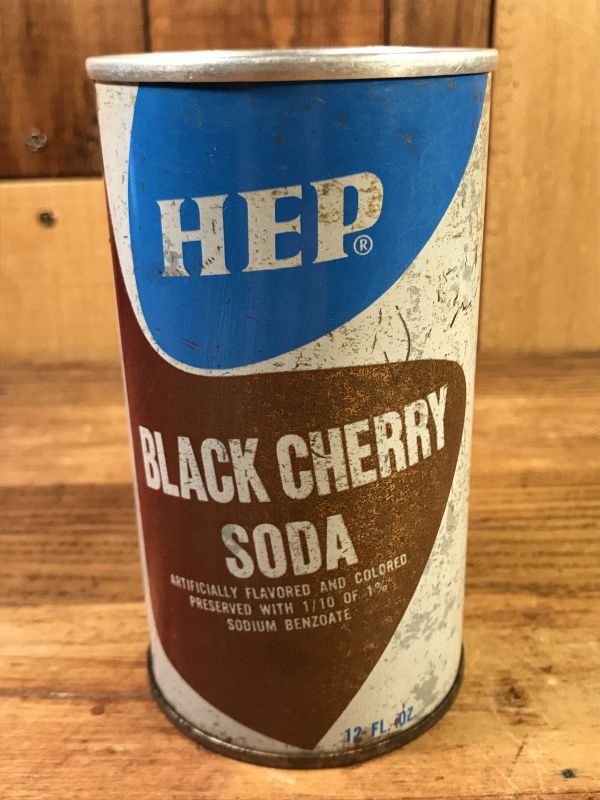 HEP®
BLACK CHERRY
SODA
ARTIFICIALLY FLAVORED AND COLORED
PRESERVED WITH 1/10 OF 1%
SODIUM BENZOATE
12 FL. OZ.